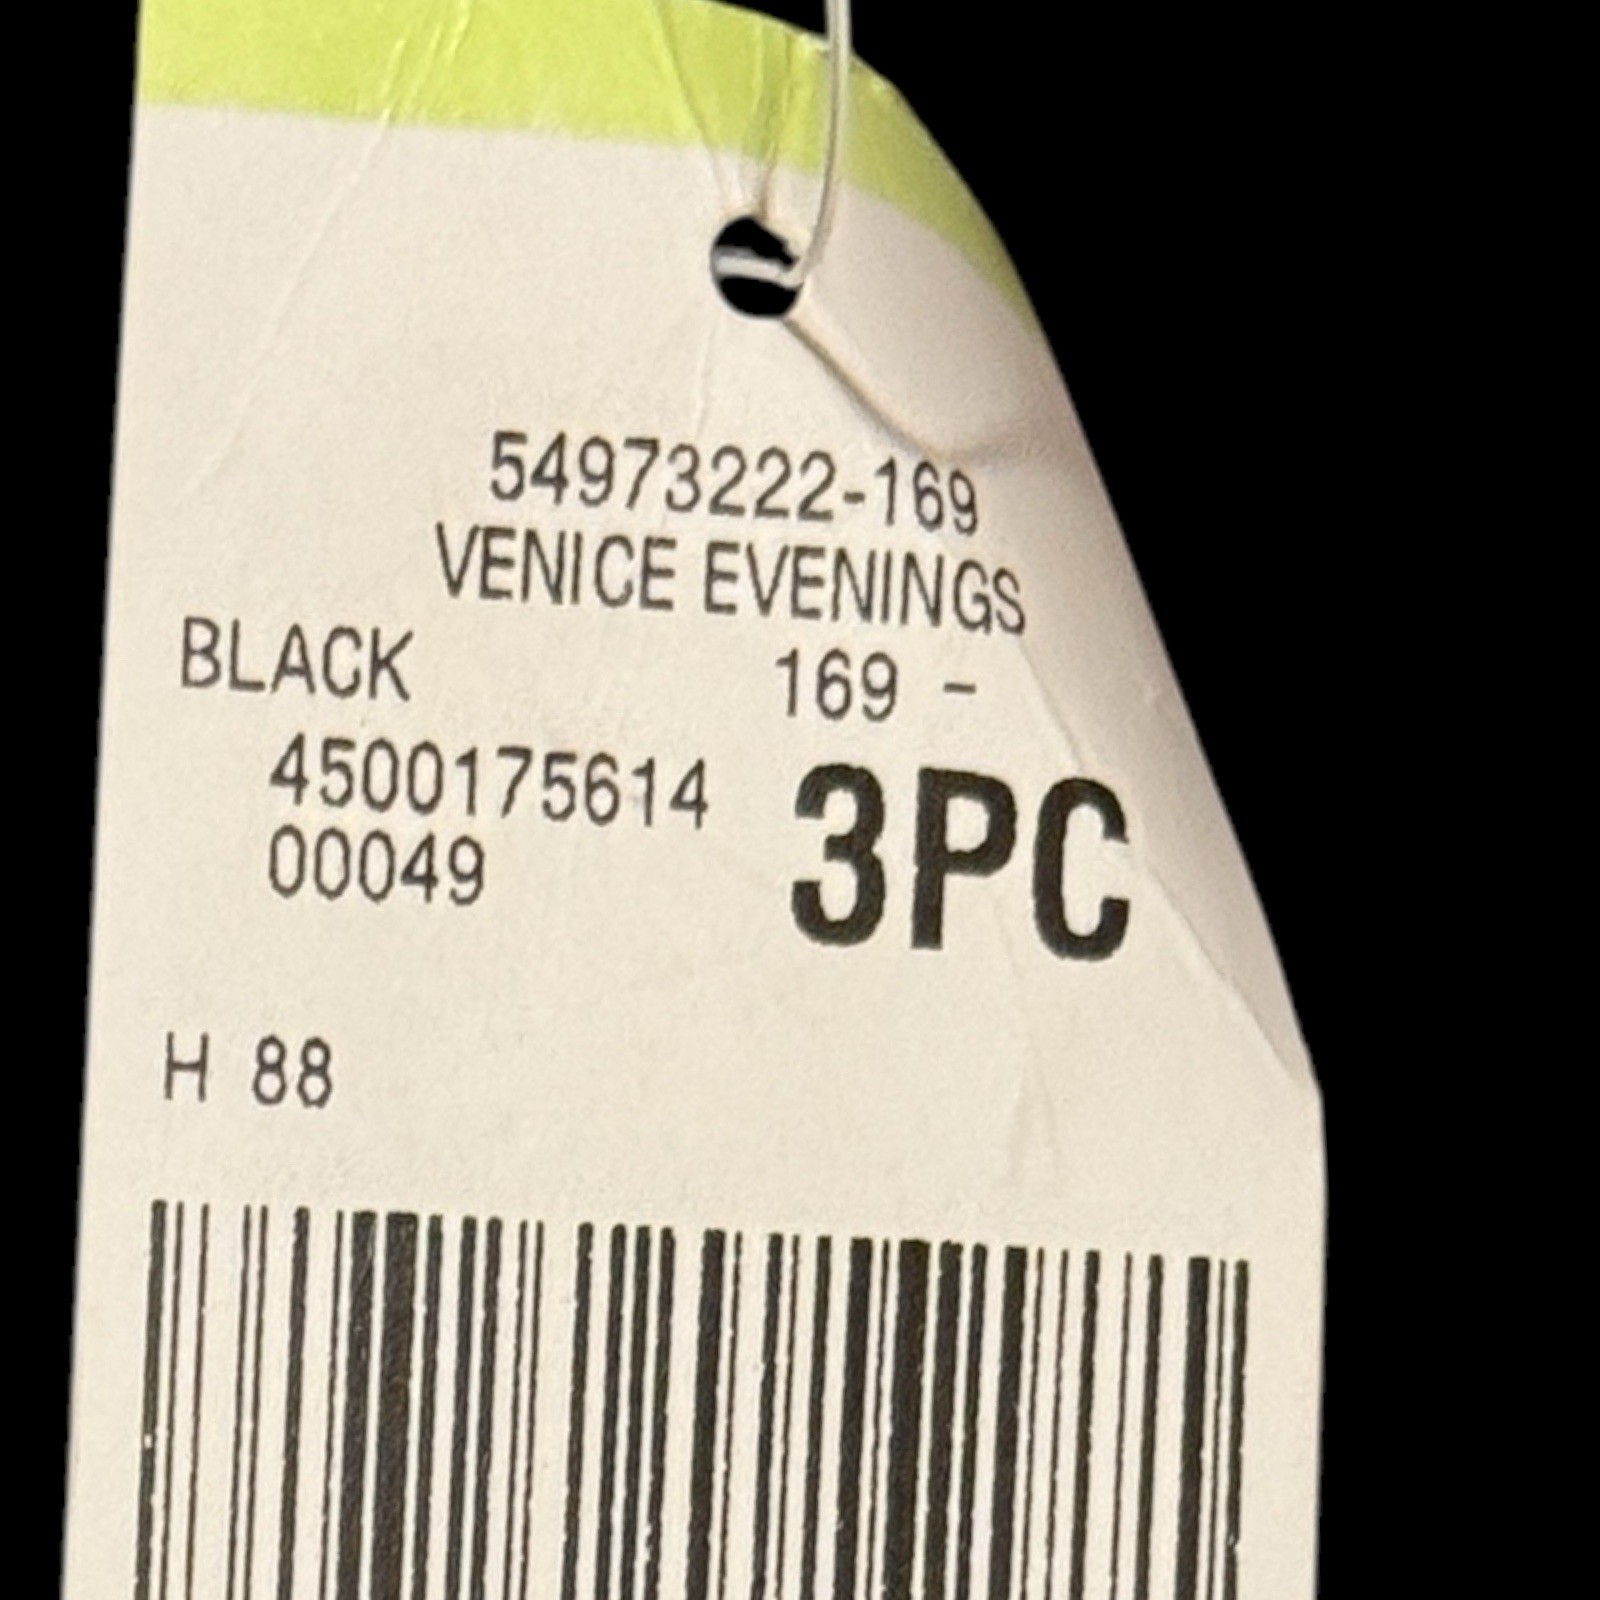 54973222-169
VENICE EVENINGS
BLACK 169 -
4500175614
00049
3PC
H 88